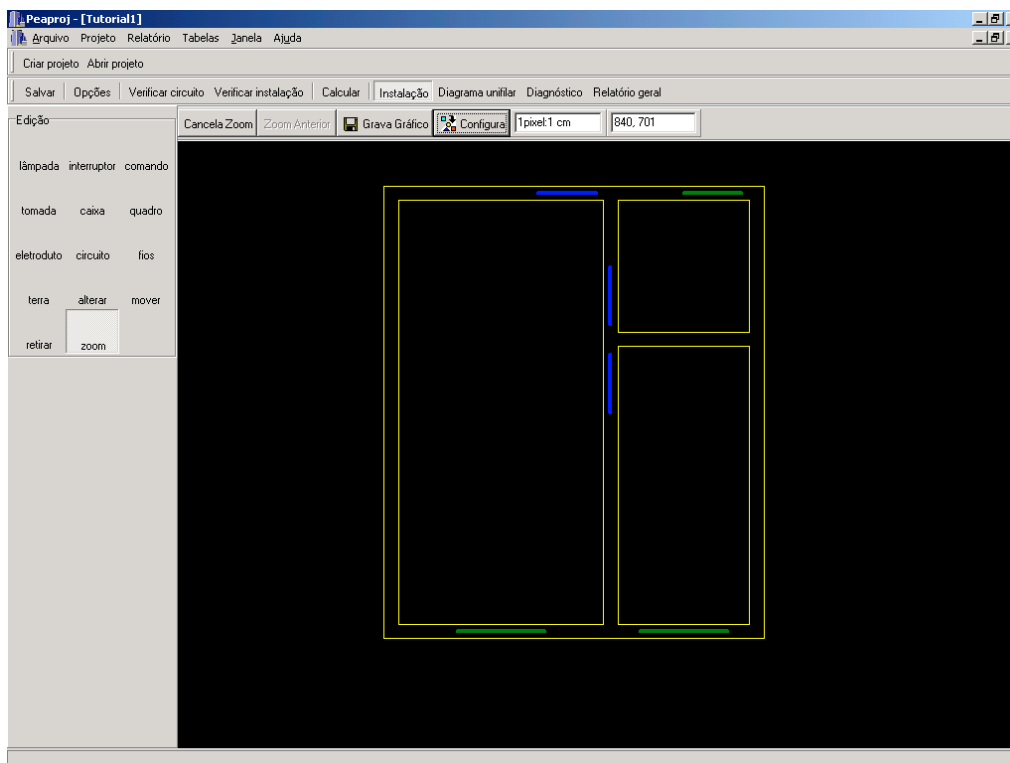 Peaproj - [Tutorial1]
Arquivo Projeto Relatório Tabelas Janela Ajuda
Criar projeto Abrir projeto
Salvar Opções Verificar circuito Verificar instalação Calcular Instalação Diagrama unifilar Diagnóstico Relatório geral
Edição
Cancela Zoom Zoom Anterior Grava Gráfico Configura 1pixel:1 cm 840, 701
lâmpada interruptor comando
tomada caixa quadro
eletroduto circuito fios
terra alterar mover
retirar zoom